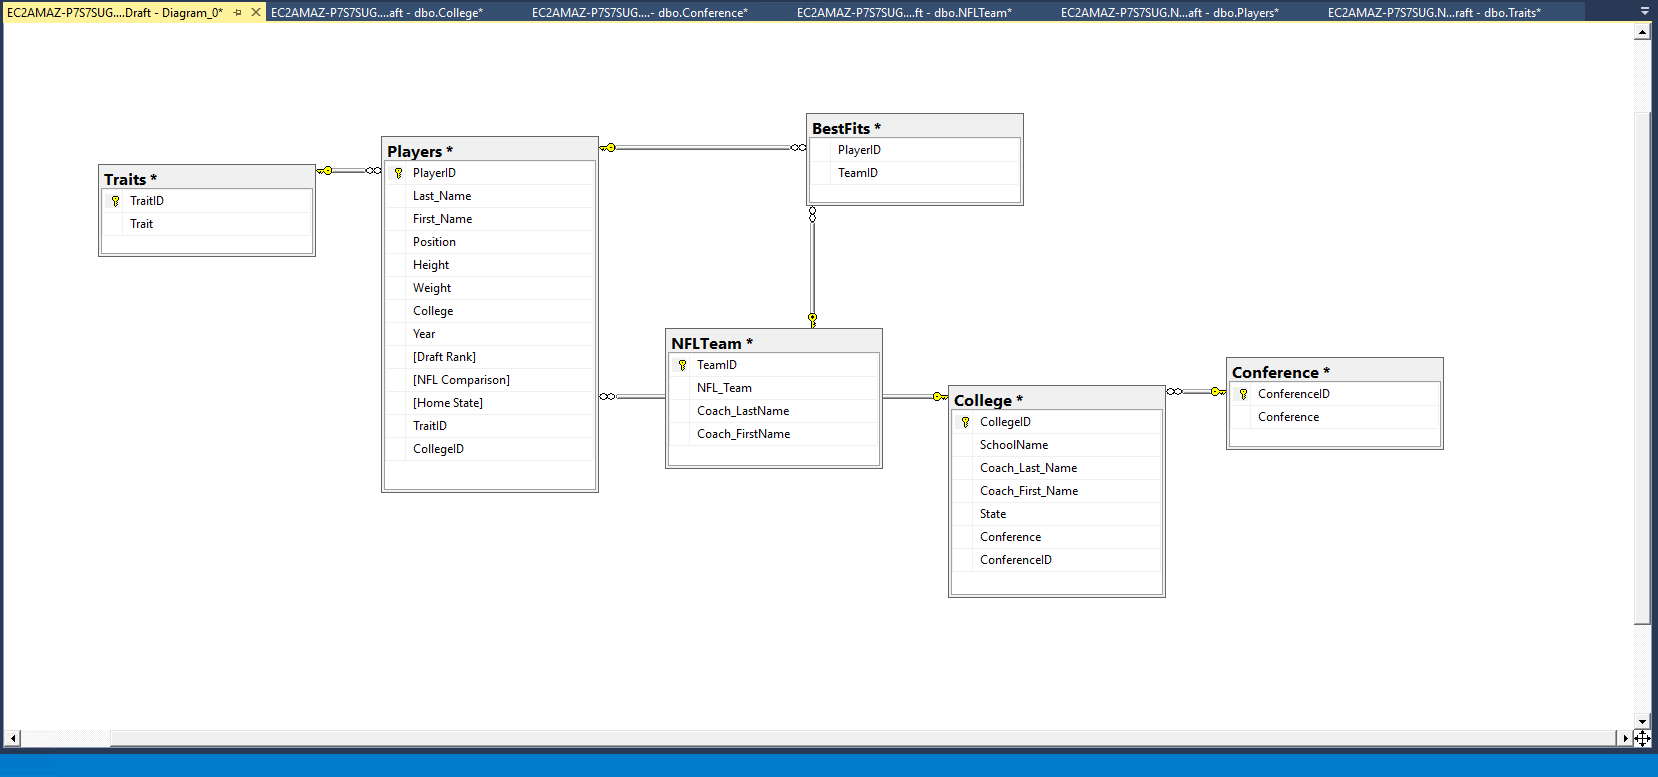 EC2AMAZ-P7S7SUG....Draft - Diagram_0*
EC2AMAZ-P7S7SUG....aft - dbo.College*
EC2AMAZ-P7S7SUG....- dbo.Conference*
EC2AMAZ-P7S7SUG....ft - dbo.NFLTeam*
EC2AMAZ-P7S7SUG.N...aft - dbo.Players*
EC2AMAZ-P7S7SUG.N...raft - dbo.Traits*
Traits *
TraitID
Trait
Players *
PlayerID
Last_Name
First_Name
Position
Height
Weight
College
Year
[Draft Rank]
[NFL Comparison]
[Home State]
TraitID
CollegeID
BestFits *
PlayerID
TeamID
NFLTeam *
TeamID
NFL_Team
Coach_LastName
Coach_FirstName
College *
CollegeID
SchoolName
Coach_Last_Name
Coach_First_Name
State
Conference
ConferenceID
Conference *
ConferenceID
Conference